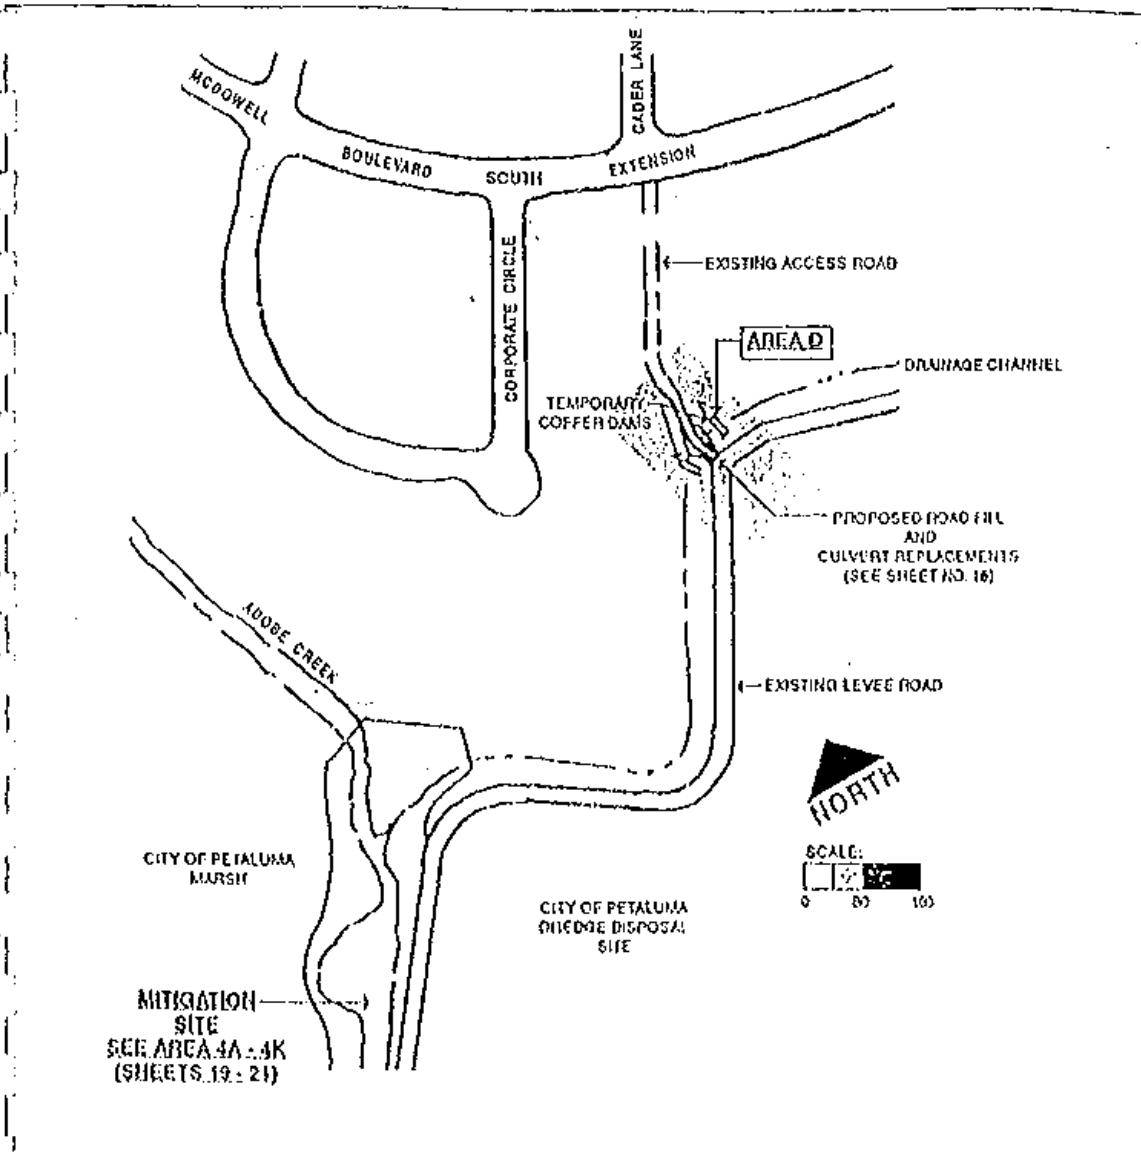 CADER LANE
MCDOWELL
BOULEVARD
SOUTH
EXTENSION
CORPORATE CIRCLE
EXISTING ACCESS ROAD
AREA D
DRAINAGE CHANNEL
TEMPORARY
COFFER DAMS
PROPOSED ROAD FILL
AND
CULVERT REPLACEMENTS
(SEE SHEET NO. 16)
ADOBE CREEK
EXISTING LEVEE ROAD
NORTH
SCALE:
0
CITY OF PETALUMA
MARSH
CITY OF PETALUMA
DREDGE DISPOSAL
SITE
MITIGATION
SITE
SEE AREA 4A - 4K
(SHEETS 19 - 21)